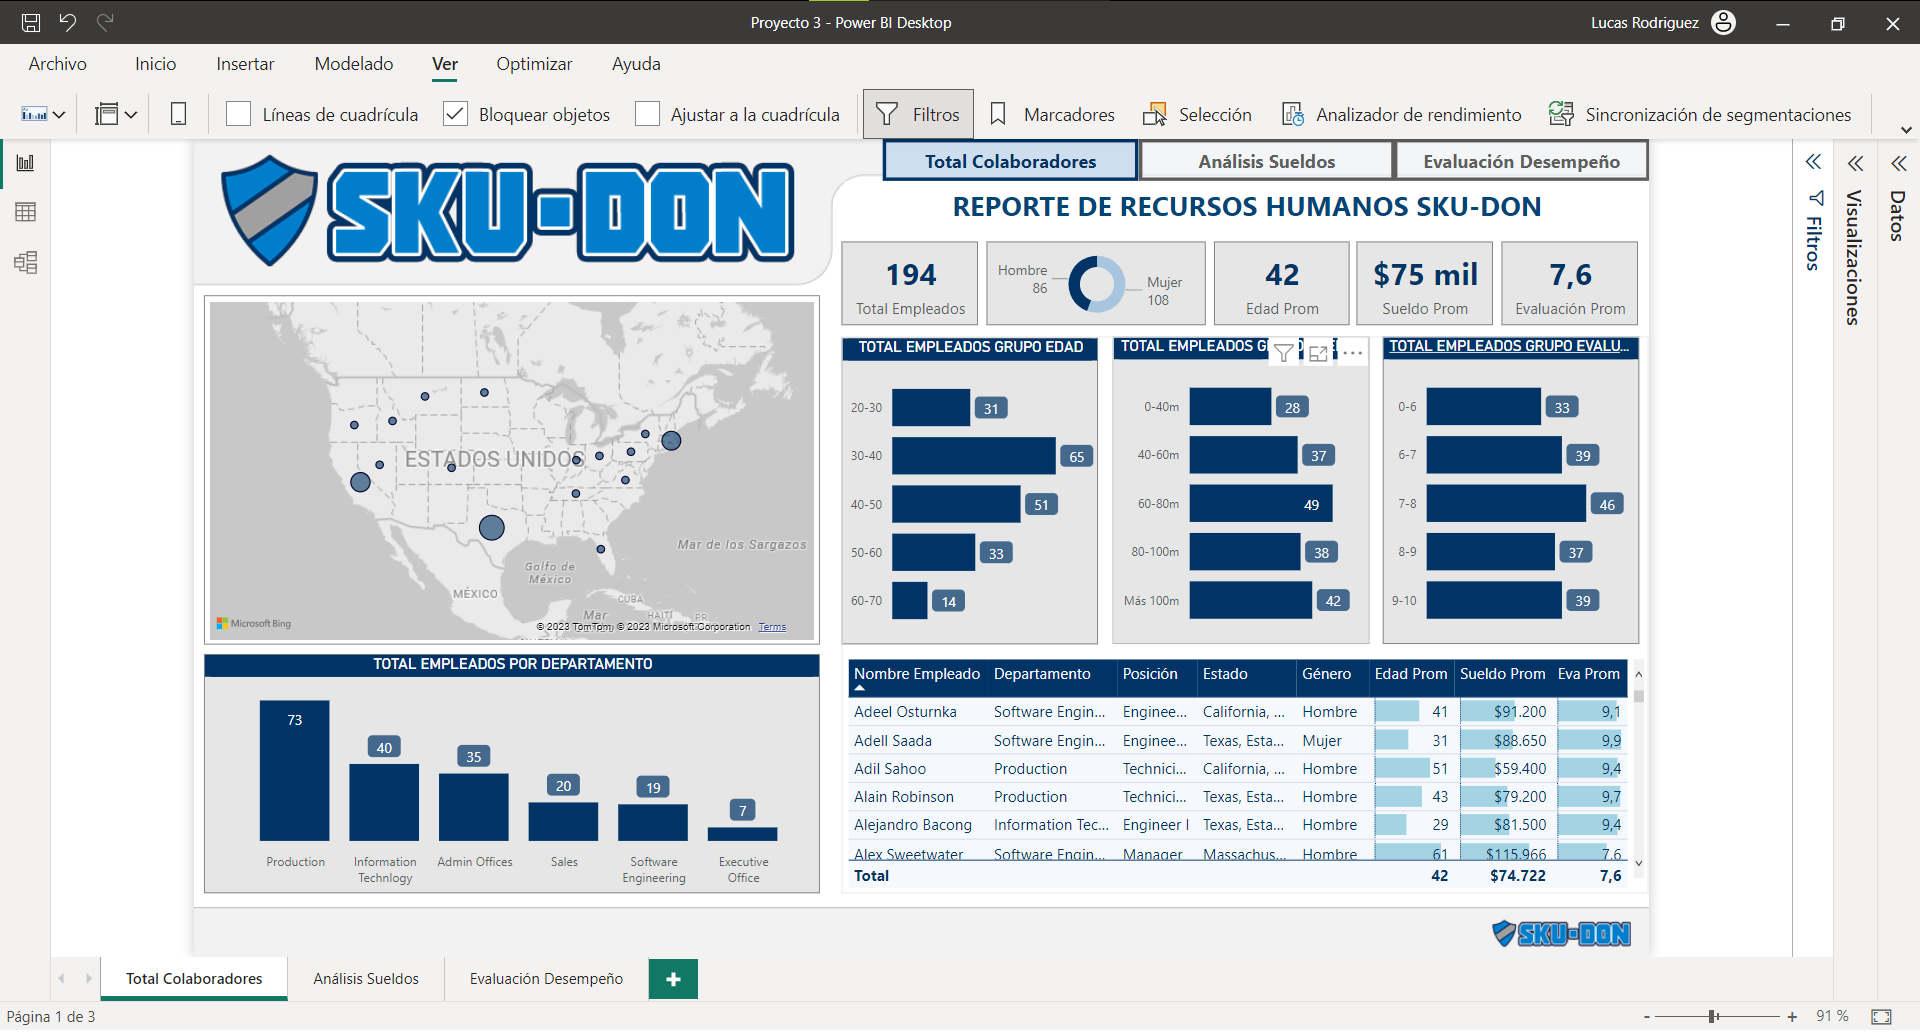 Proyecto 3 - Power BI Desktop
Lucas Rodriguez
Archivo Inicio Insertar Modelado Ver Optimizar Ayuda
Líneas de cuadrícula Bloquear objetos Ajustar a la cuadrícula Filtros Marcadores Selección Analizador de rendimiento Sincronización de segmentaciones
SKU-DON
Total Colaboradores Análisis Sueldos Evaluación Desempeño
REPORTE DE RECURSOS HUMANOS SKU-DON
194
Total Empleados
Hombre
86
Mujer
108
42
Edad Prom
$75 mil
Sueldo Prom
7,6
Evaluación Prom
Filtros
Visualizaciones
Datos
ESTADOS UNIDOS
Mar de los Sargazos
Golfo de
México
MÉXICO
CUBA
Mar
HAITÍ
PR
Microsoft Bing
© 2023 TomTom, © 2023 Microsoft Corporation Terms
TOTAL EMPLEADOS GRUPO EDAD
20-30 31
30-40 65
40-50 51
50-60 33
60-70 14
TOTAL EMPLEADOS
0-40m 28
40-60m 37
60-80m 49
80-100m 38
Más 100m 42
TOTAL EMPLEADOS GRUPO EVALU...
0-6 33
6-7 39
7-8 46
8-9 37
9-10 39
TOTAL EMPLEADOS POR DEPARTAMENTO
73 40 35 20 19 7
Production
Information
Technlogy
Admin Offices
Sales
Software
Engineering
Executive
Office
Nombre Empleado Departamento Posición Estado Género Edad Prom Sueldo Prom Eva Prom
Adeel Osturnka Software Engin... Enginee... California, ... Hombre 41 $91.200 9,1
Adell Saada Software Engin... Enginee... Texas, Esta... Mujer 31 $88.650 9,9
Adil Sahoo Production Technici... California, ... Hombre 51 $59.400 9,4
Alain Robinson Production Technici... Texas, Esta... Hombre 43 $79.200 9,7
Alejandro Bacong Information Tec... Engineer I Texas, Esta... Hombre 29 $81.500 9,4
Alex Sweetwater Software Engin... Manager Massachus... Hombre 61 $115.966 7,6
Total 42 $74.722 7,6
SKU-DON
Total Colaboradores Análisis Sueldos Evaluación Desempeño +
Página 1 de 3
- + 91 %